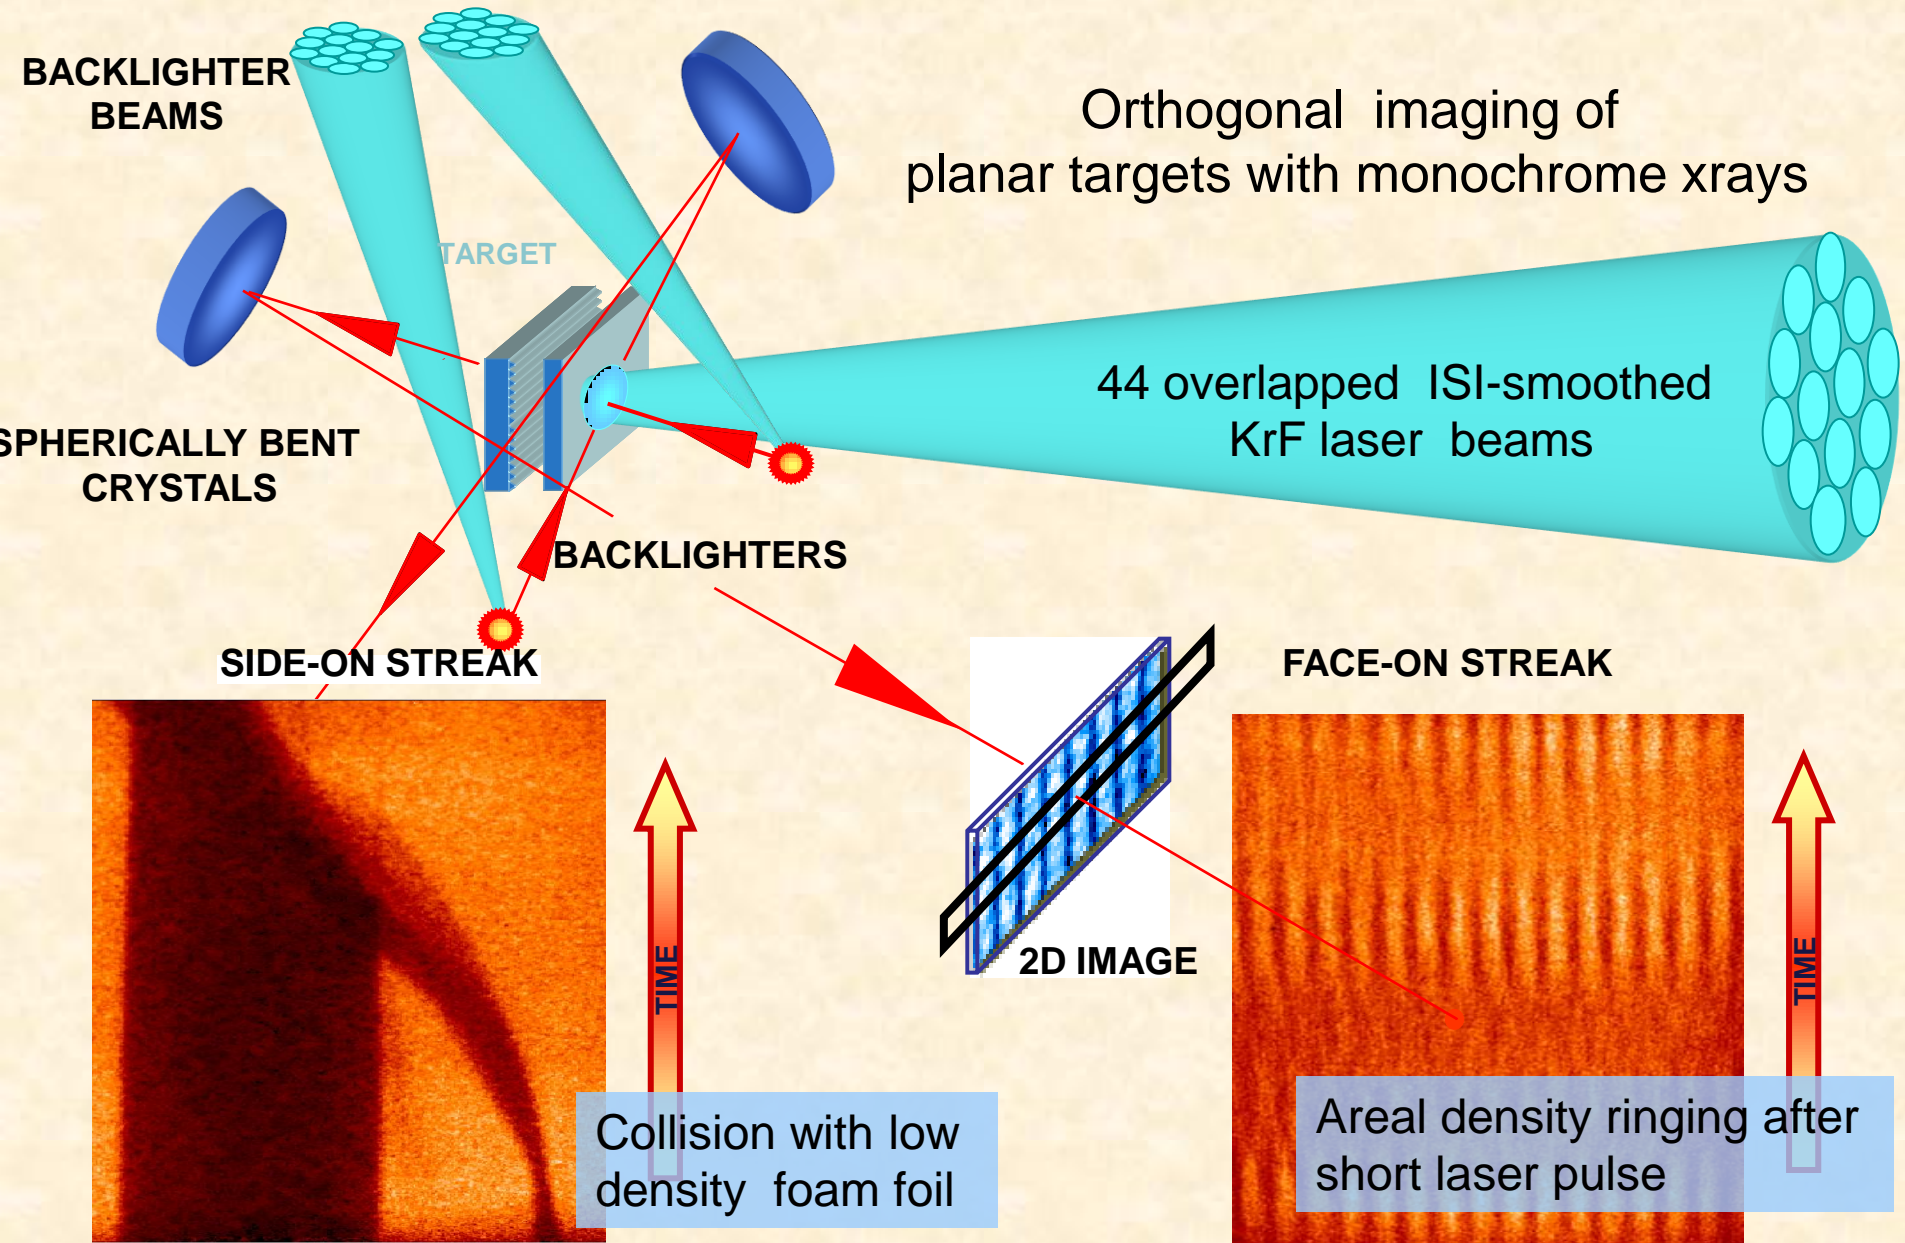 BACKLIGHTER
BEAMS
Orthogonal imaging of
planar targets with monochrome xrays
TARGET
44 overlapped ISI-smoothed
KrF laser beams
SPHERICALLY BENT
CRYSTALS
BACKLIGHTERS
SIDE-ON STREAK
FACE-ON STREAK
TIME
2D IMAGE
TIME
Collision with low
density foam foil
Areal density ringing after
short laser pulse